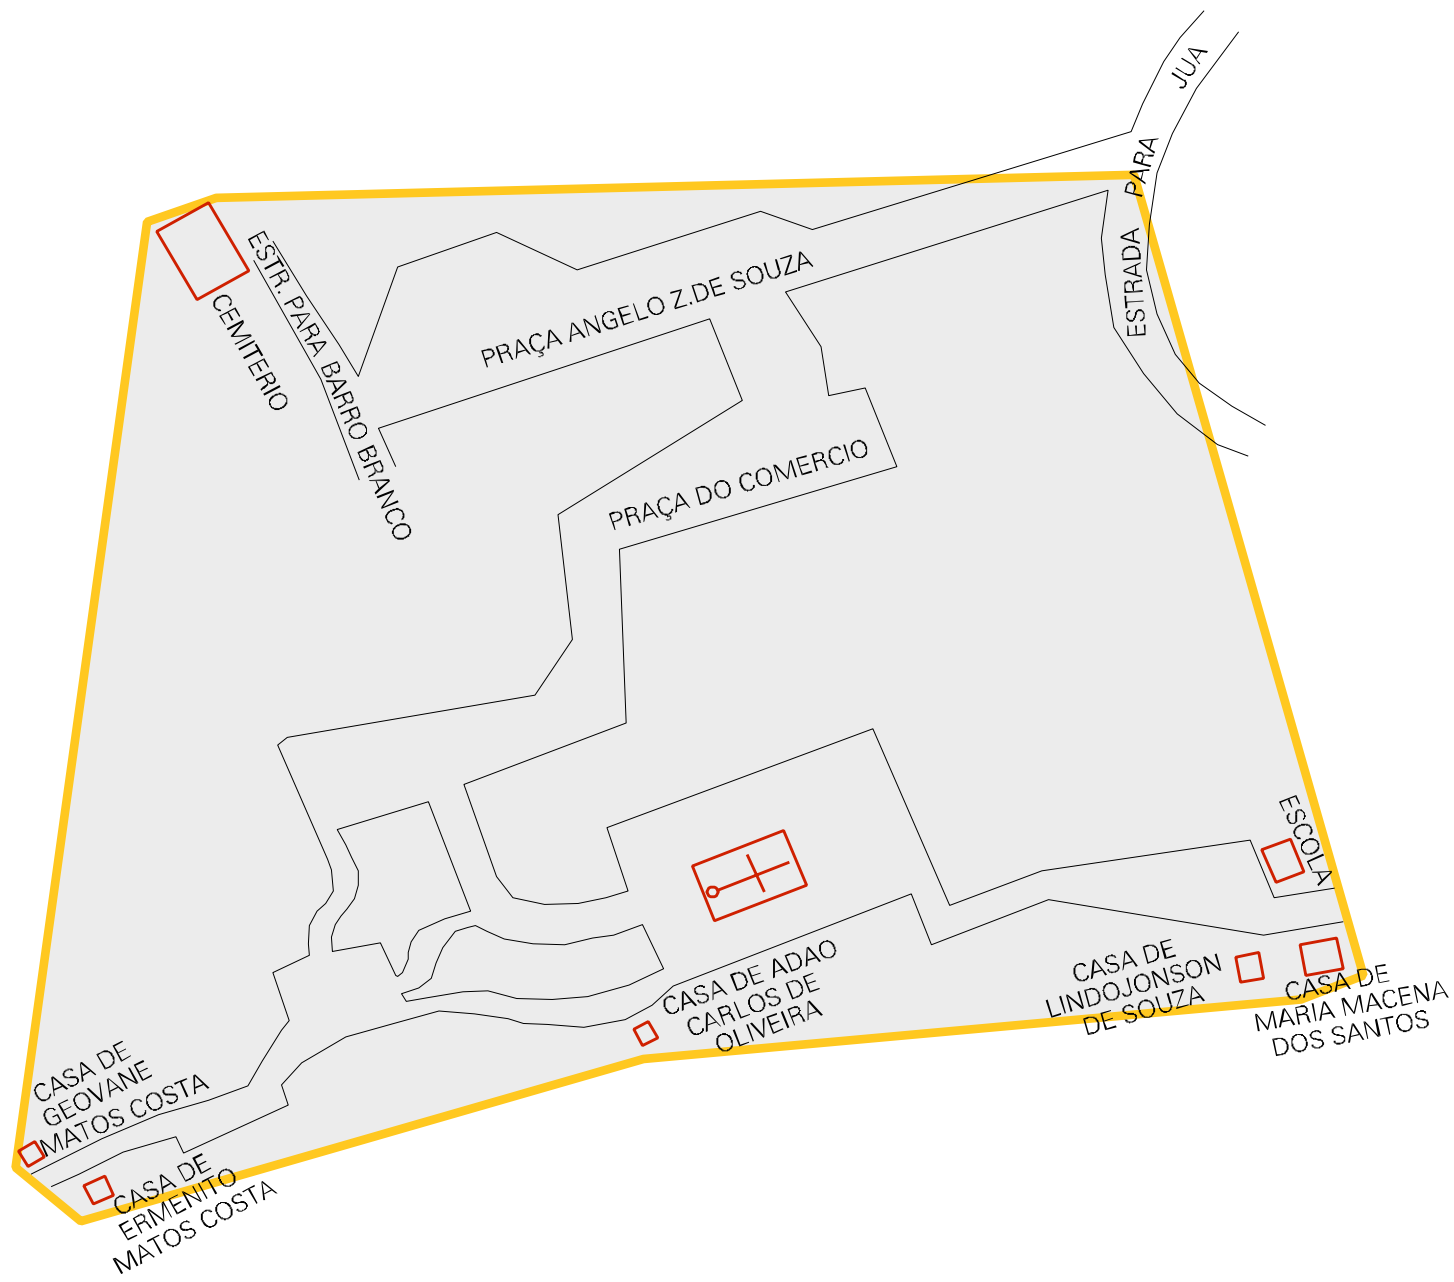 ESTRADA PARA JUA
ESTR. PARA BARRO BRANCO
CEMITERIO
PRAÇA ANGELO Z.DE SOUZA
PRAÇA DO COMERCIO
ESCOLA
CASA DE ADAO
CARLOS DE
OLIVEIRA
CASA DE
LINDOJONSON
DE SOUZA
CASA DE
MARIA MACENA
DOS SANTOS
CASA DE
GEOVANE
MATOS COSTA
CASA DE
ERMENITO
MATOS COSTA